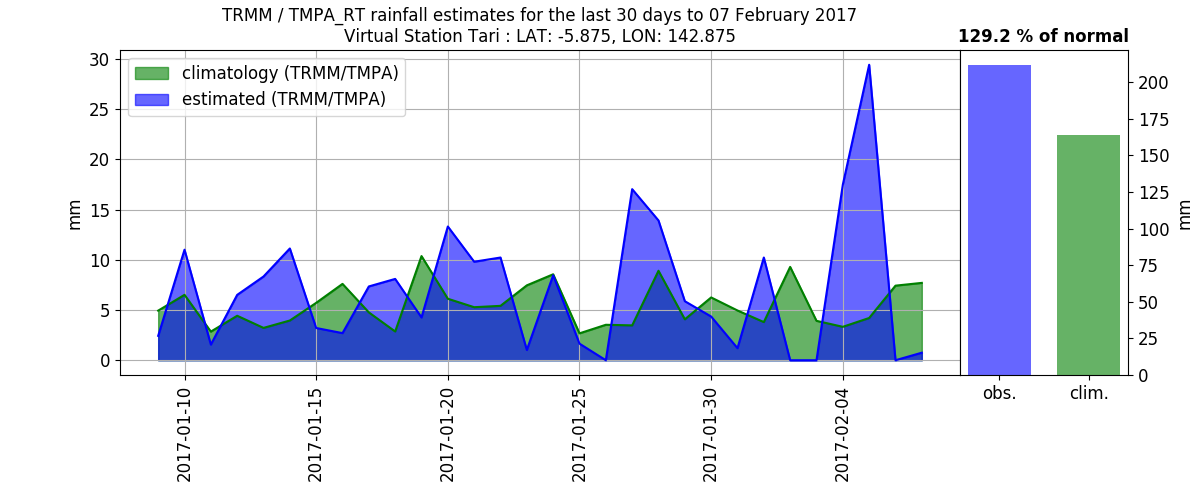 TRMM / TMPA_RT rainfall estimates for the last 30 days to 07 February 2017
Virtual Station Tari : LAT: -5.875, LON: 142.875
129.2 % of normal
climatology (TRMM/TMPA)
estimated (TRMM/TMPA)
30
25
20
15
10
5
0
mm
2017-01-10
2017-01-15
2017-01-20
2017-01-25
2017-01-30
2017-02-04
200
175
150
125
100
75
50
25
0
mm
obs.
clim.